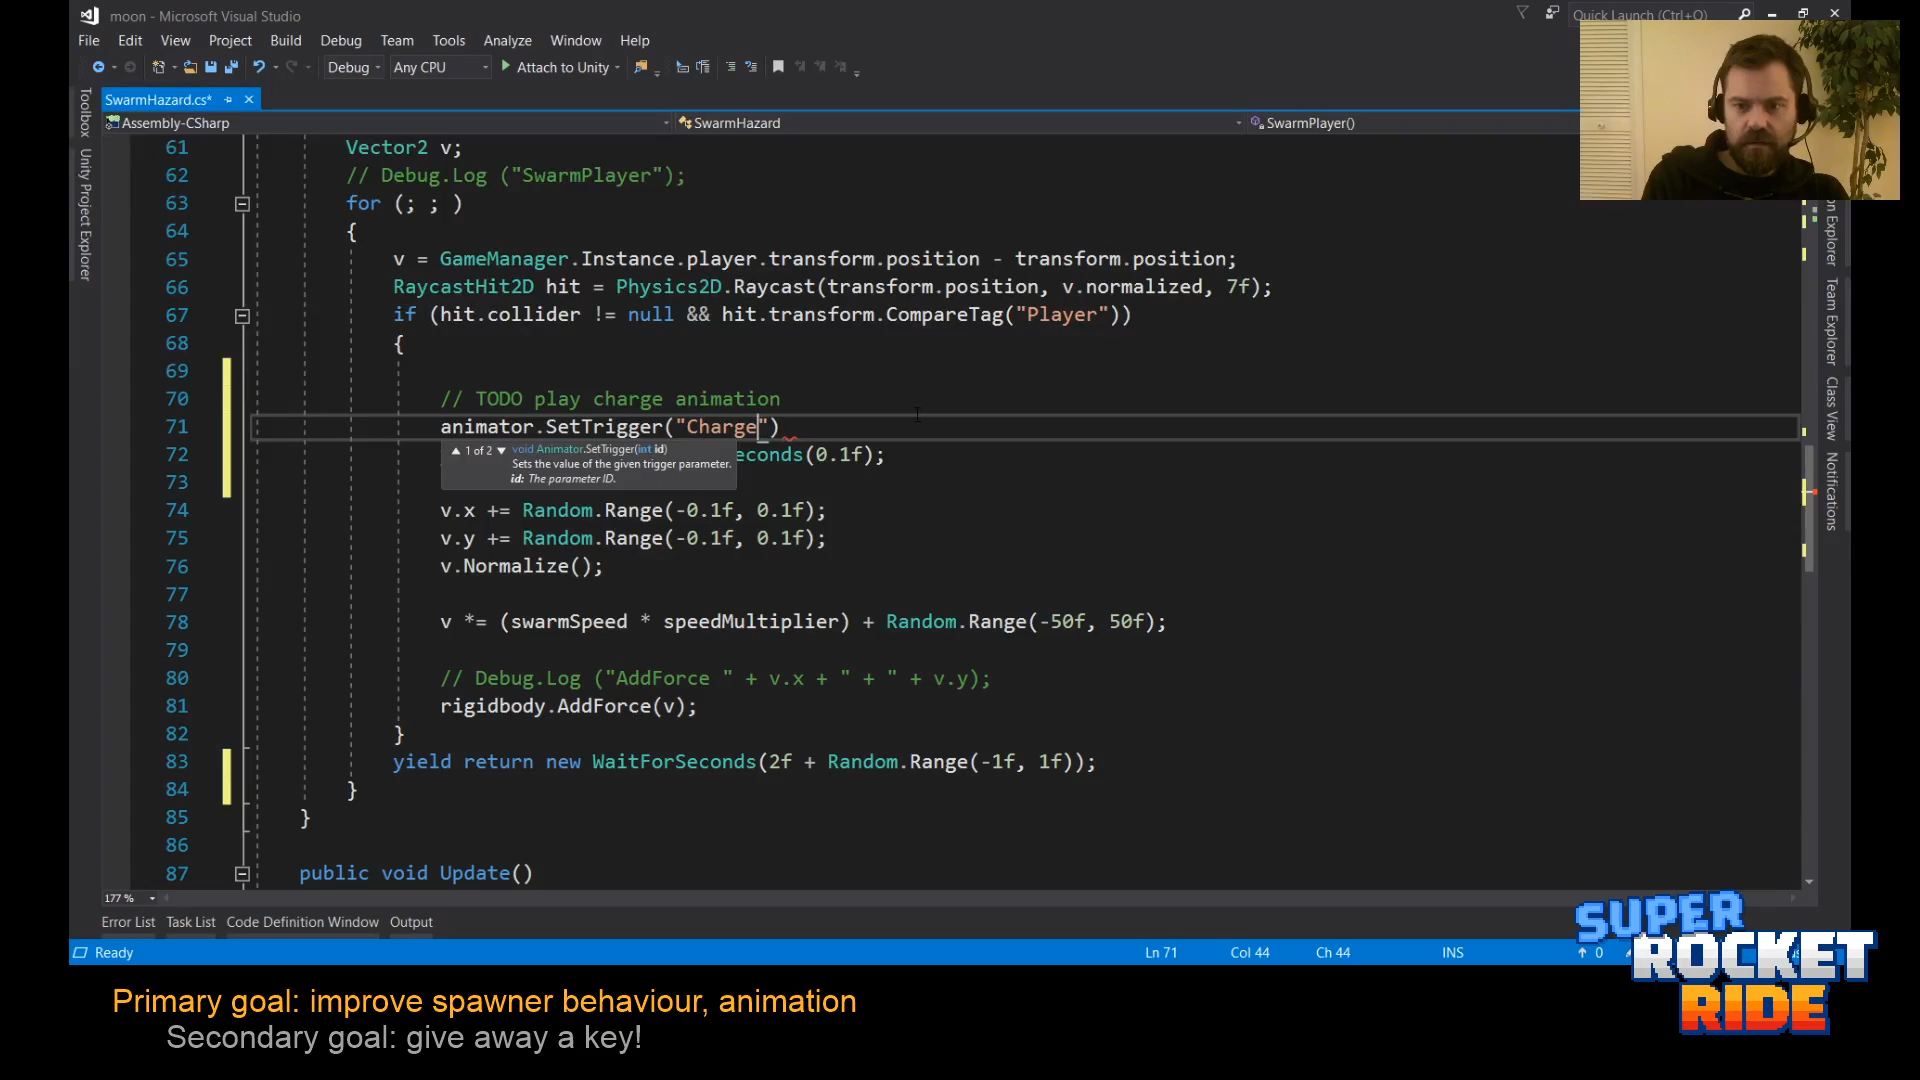 moon - Microsoft Visual Studio
Quick Launch (Ctrl+Q)
File Edit View Project Build Debug Team Tools Analyze Window Help
Debug Any CPU Attach to Unity
SwarmHazard.cs*
Assembly-CSharp SwarmHazard SwarmPlayer()
Toolbox
Unity Project Explorer
61 Vector2 v;
62 // Debug.Log ("SwarmPlayer");
63 for (; ; )
64 {
65 v = GameManager.Instance.player.transform.position - transform.position;
66 RaycastHit2D hit = Physics2D.Raycast(transform.position, v.normalized, 7f);
67 if (hit.collider != null && hit.transform.CompareTag("Player"))
68 {
69
70 // TODO play charge animation
71 animator.SetTrigger("Charge")
72 econds(0.1f);
1 of 2 void Animator.SetTrigger(int id)
Sets the value of the given trigger parameter.
id: The parameter ID.
73
74 v.x += Random.Range(-0.1f, 0.1f);
75 v.y += Random.Range(-0.1f, 0.1f);
76 v.Normalize();
77
78 v *= (swarmSpeed * speedMultiplier) + Random.Range(-50f, 50f);
79
80 // Debug.Log ("AddForce " + v.x + " + " + v.y);
81 rigidbody.AddForce(v);
82 }
83 yield return new WaitForSeconds(2f + Random.Range(-1f, 1f));
84 }
85 }
86
87 public void Update()
on Explorer
Team Explorer
Class View
Notifications
177 %
Error List Task List Code Definition Window Output
Ready Ln 71 Col 44 Ch 44 INS 0
SUPER
ROCKET
RIDE
Primary goal: improve spawner behaviour, animation
Secondary goal: give away a key!